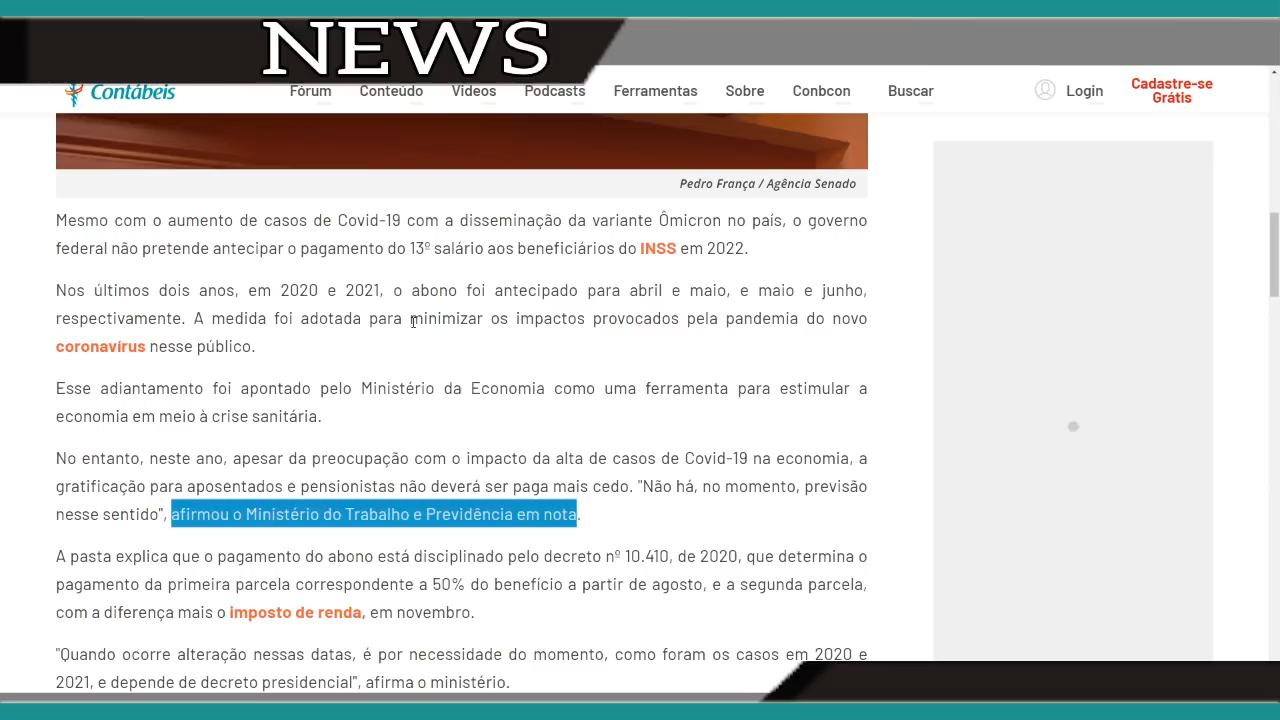 NEWS
Contábeis Fórum Conteúdo Videos Podcasts Ferramentas Sobre Conbcon Buscar Login Cadastre-se Grátis
Pedro França / Agência Senado
Mesmo com o aumento de casos de Covid-19 com a disseminação da variante Ômicron no país, o governo
federal não pretende antecipar o pagamento do 13º salário aos beneficiários do INSS em 2022.
Nos últimos dois anos, em 2020 e 2021, o abono foi antecipado para abril e maio, e maio e junho,
respectivamente. A medida foi adotada para minimizar os impactos provocados pela pandemia do novo
coronavírus nesse público.
Esse adiantamento foi apontado pelo Ministério da Economia como uma ferramenta para estimular a
economia em meio à crise sanitária.
No entanto, neste ano, apesar da preocupação com o impacto da alta de casos de Covid-19 na economia, a
gratificação para aposentados e pensionistas não deverá ser paga mais cedo. "Não há, no momento, previsão
nesse sentido", afirmou o Ministério do Trabalho e Previdência em nota.
A pasta explica que o pagamento do abono está disciplinado pelo decreto nº 10.410, de 2020, que determina o
pagamento da primeira parcela correspondente a 50% do benefício a partir de agosto, e a segunda parcela,
com a diferença mais o imposto de renda, em novembro.
"Quando ocorre alteração nessas datas, é por necessidade do momento, como foram os casos em 2020 e
2021, e depende de decreto presidencial", afirma o ministério.